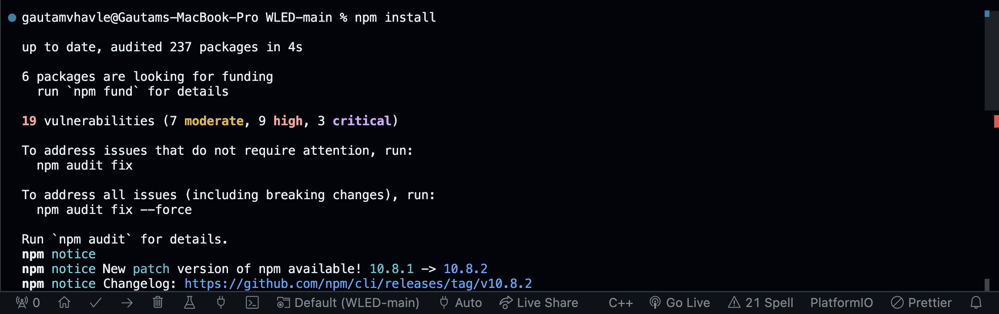 gautamvhavle@Gautams-MacBook-Pro WLED-main % npm install
up to date, audited 237 packages in 4s
6 packages are looking for funding
run `npm fund` for details
19 vulnerabilities (7 moderate, 9 high, 3 critical)
To address issues that do not require attention, run:
npm audit fix
To address all issues (including breaking changes), run:
npm audit fix --force
Run `npm audit` for details.
npm notice
npm notice New patch version of npm available! 10.8.1 -> 10.8.2
npm notice Changelog: https://github.com/npm/cli/releases/tag/v10.8.2
0 Default (WLED-main) Auto Live Share C++ Go Live 21 Spell PlatformIO Prettier